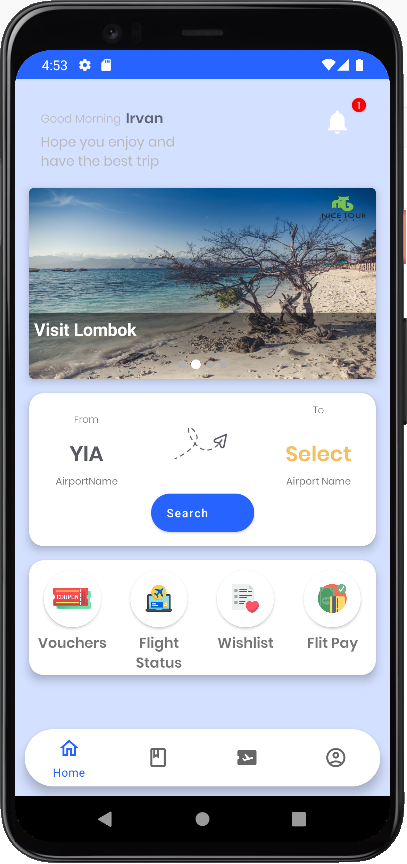 4:53
Good Morning Irvan
1
Hope you enjoy and
have the best trip
NICE TOUR
Visit Lombok
From
To
YIA
Select
AirportName
Airport Name
Search
COUPON
Vouchers
Flight
Status
Wishlist
Flit Pay
Home